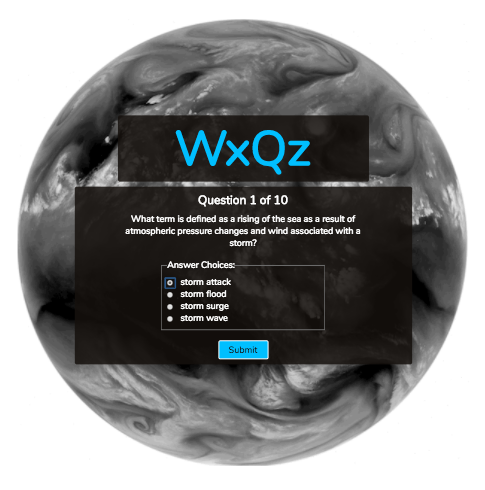 WxQz
Question 1 of 10
What term is defined as a rising of the sea as a result of
atmospheric pressure changes and wind associated with a
storm?
Answer Choices:
storm attack
storm flood
storm surge
storm wave
Submit